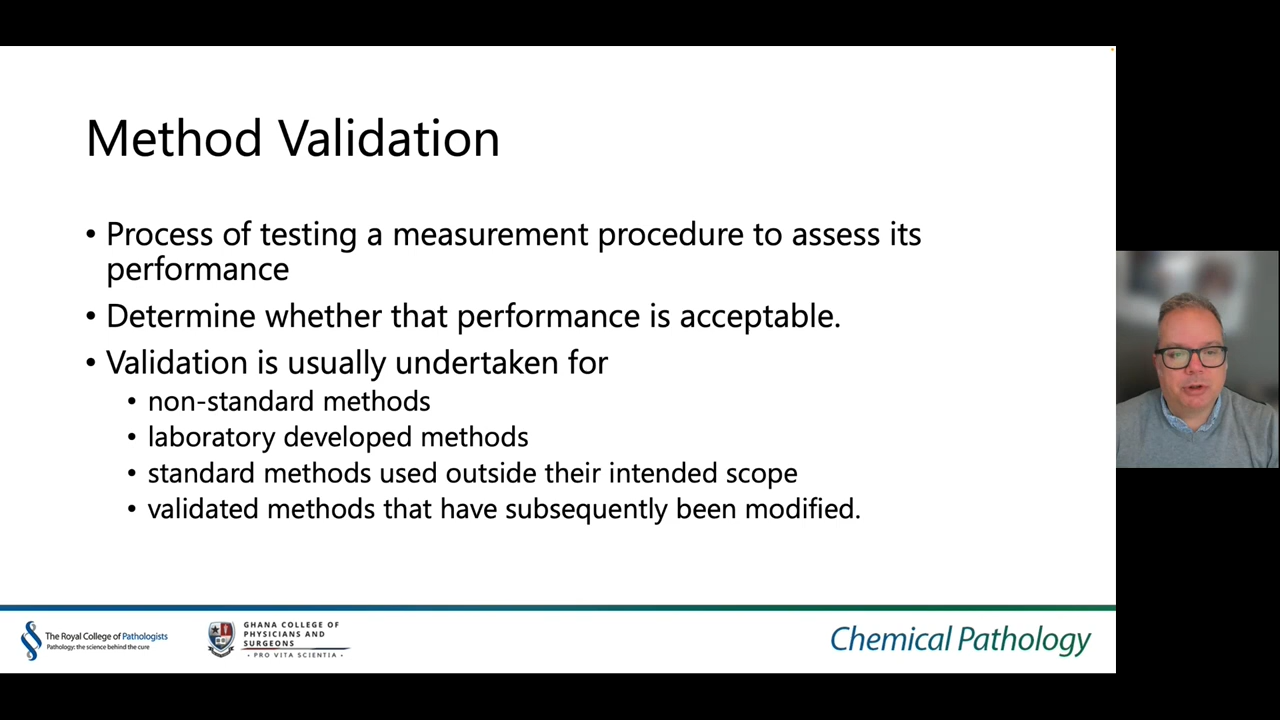 Method Validation
• Process of testing a measurement procedure to assess its
performance
• Determine whether that performance is acceptable.
• Validation is usually undertaken for
• non-standard methods
• laboratory developed methods
• standard methods used outside their intended scope
• validated methods that have subsequently been modified.
The Royal College of Pathologists
Pathology: the science behind the cure
GHANA COLLEGE OF
PHYSICIANS AND
SURGEONS
• PRO VITA SCIENTIA •
Chemical Pathology